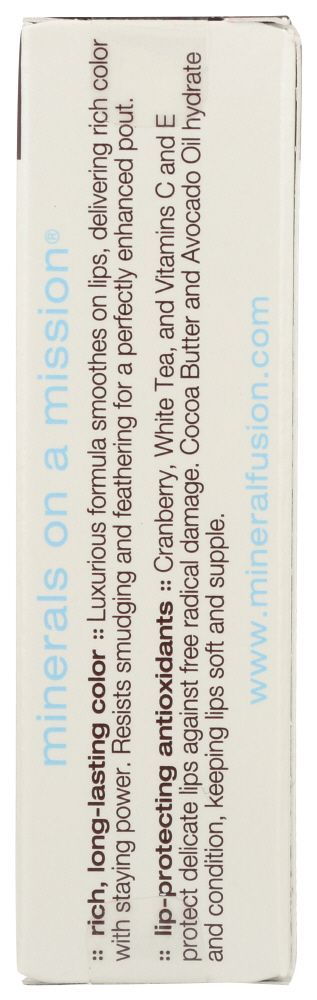 minerals on a mission®
:: rich, long-lasting color :: Luxurious formula smoothes on lips, delivering rich color
with staying power. Resists smudging and feathering for a perfectly enhanced pout.
:: lip-protecting antioxidants :: Cranberry, White Tea, and Vitamins C and E
protect delicate lips against free radical damage. Cocoa Butter and Avocado Oil hydrate
and condition, keeping lips soft and supple.
www.mineralfusion.com